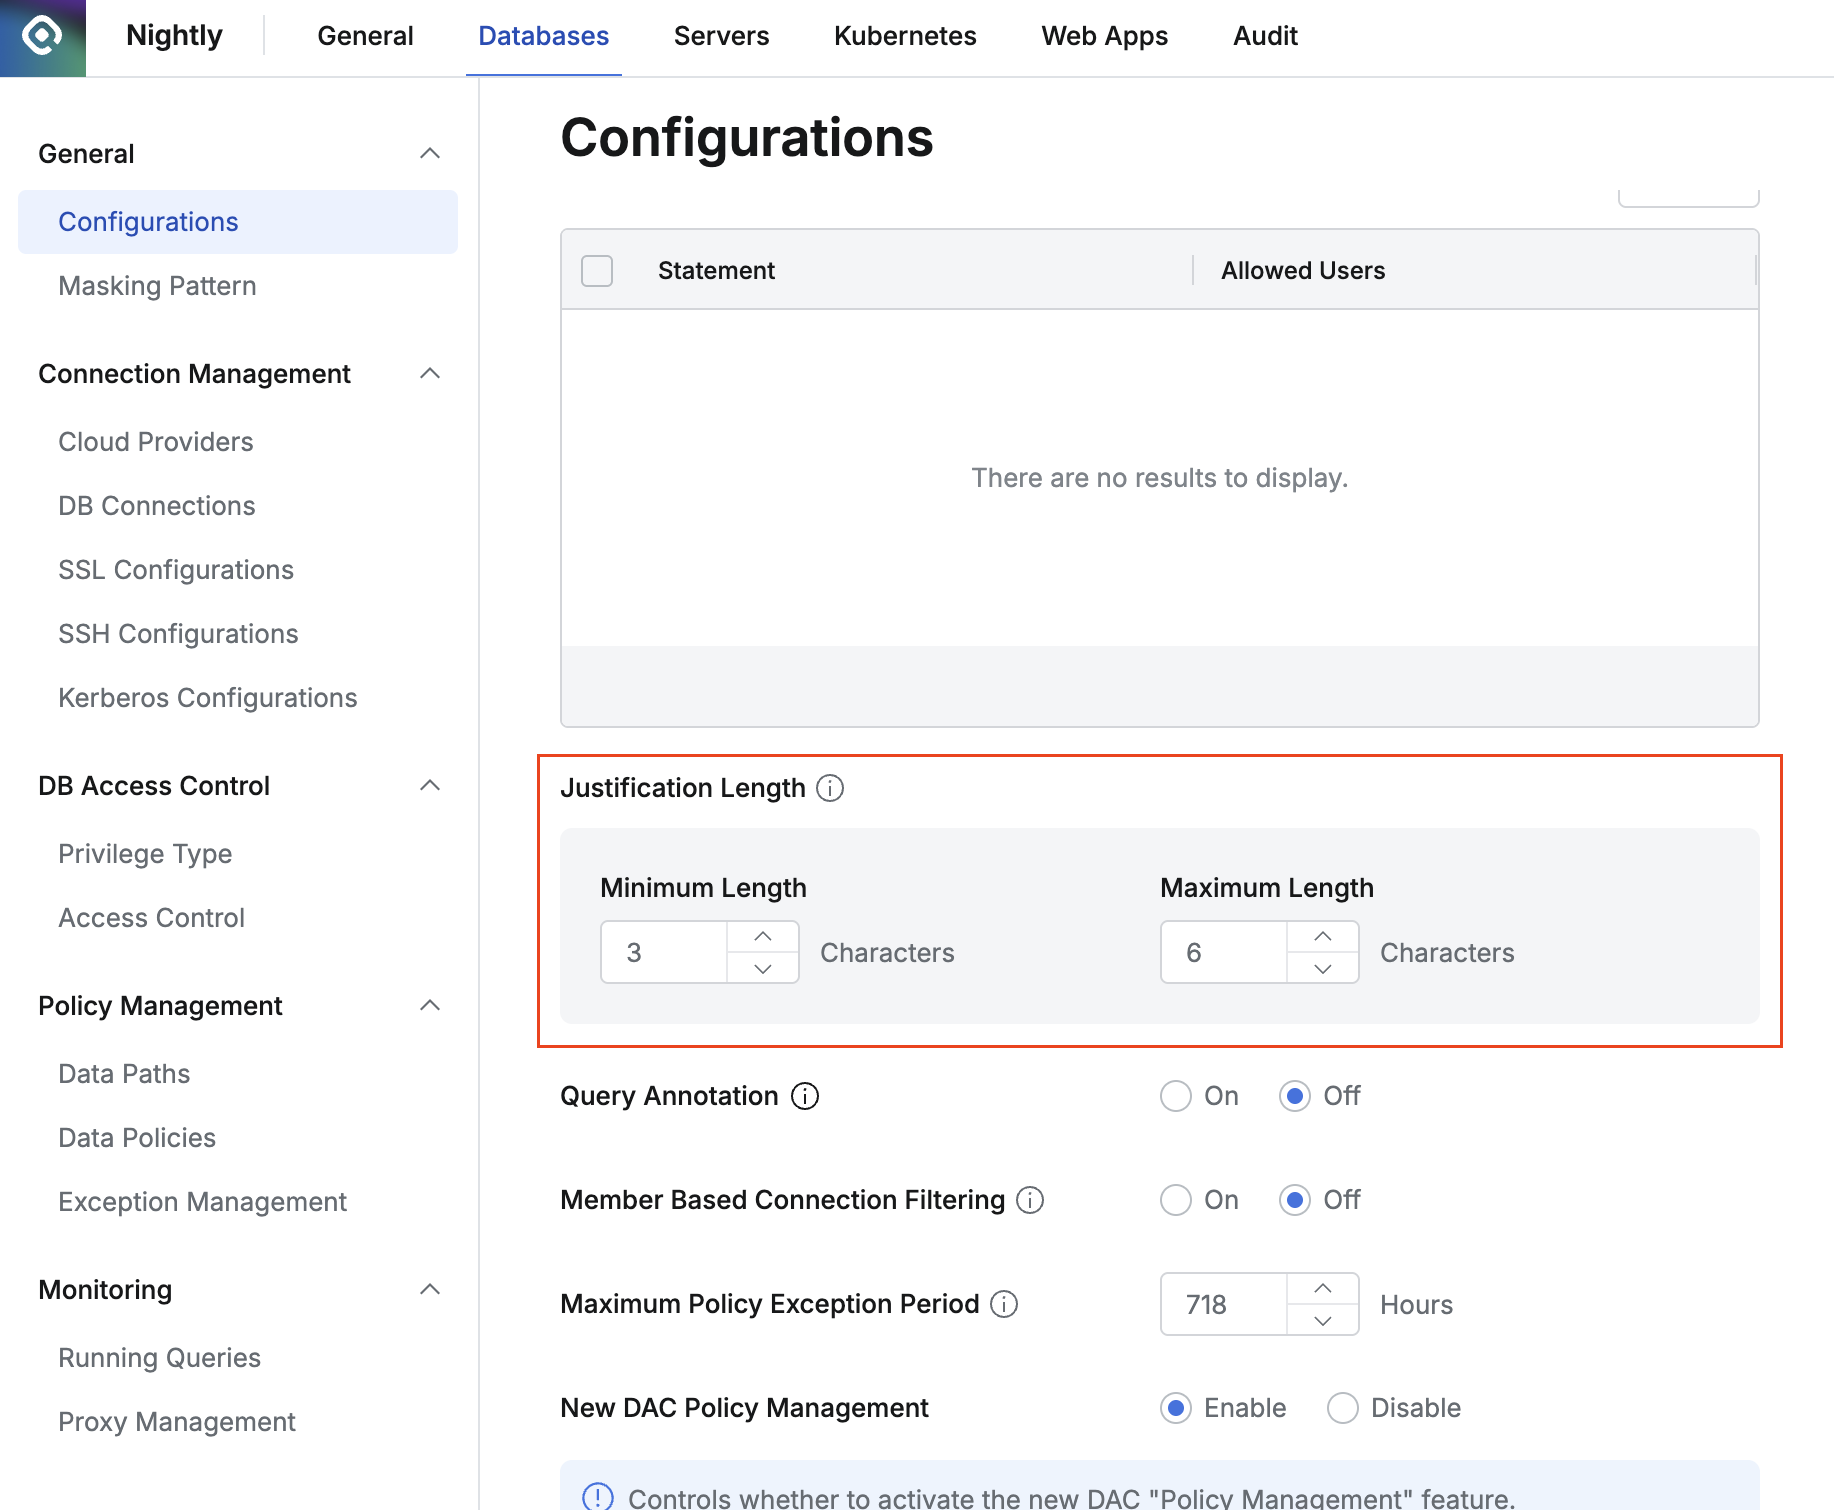 Nightly
General
Databases
Servers
Kubernetes
Web Apps
Audit
General
Configurations
Masking Pattern
Connection Management
Cloud Providers
DB Connections
SSL Configurations
SSH Configurations
Kerberos Configurations
DB Access Control
Privilege Type
Access Control
Policy Management
Data Paths
Data Policies
Exception Management
Monitoring
Running Queries
Proxy Management
Configurations
Statement
Allowed Users
There are no results to display.
Justification Length
Minimum Length
3
Characters
Maximum Length
6
Characters
Query Annotation
On
Off
Member Based Connection Filtering
On
Off
Maximum Policy Exception Period
718
Hours
New DAC Policy Management
Enable
Disable
Controls whether to activate the new DAC "Policy Management" feature.